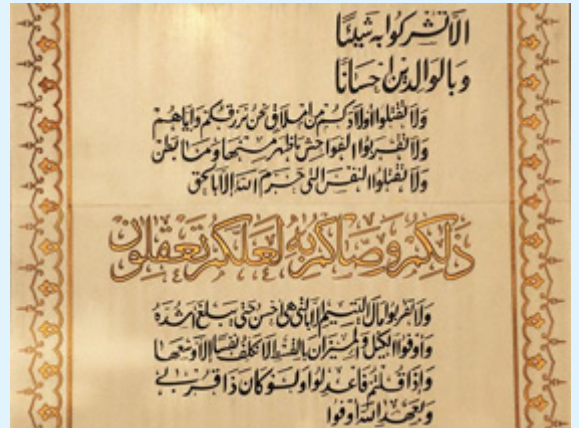 الا تشركوا به شيئا
وبالوالدين احسانا
ولا تقتلوا اولادكم من املاق نحن نرزقكم واياهم
ولا تقربوا الفواحش ما ظهر منها وما بطن
ولا تقتلوا النفس التي حرم الله الا بالحق
ذلكم وصاكم به لعلكم تعقلون
ولا تقربوا مال اليتيم الا بالتي هي احسن حتى يبلغ اشده
واوفوا الكيل والميزان بالقسط لا نكلف نفسا الا وسعها
واذا قلتم فاعدلوا ولو كان ذا قربى
وبعهد الله اوفوا